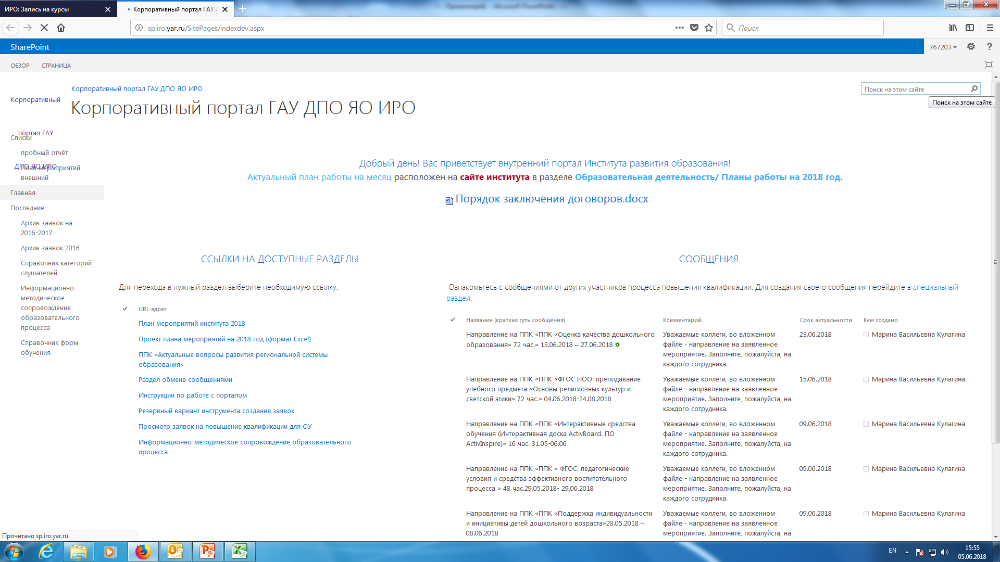 ИРО: Запись на курсы
Корпоративный портал ГАУ Д
sp.iro.yar.ru/SitePages/indexdev.aspx
Поиск
SharePoint
767203
ОБЗОР
СТРАНИЦА
Корпоративный портал ГАУ ДПО ЯО ИРО
Поиск на этом сайте
Поиск на этом сайте
Корпоративный портал ГАУ ДПО ЯО ИРО
Корпоративный
портал ГАУ
ДПО ЯО ИРО
Списки
пробный отчёт
План мероприятий
внешний
Главная
Последние
Архив заявок на
2016-2017
Архив заявок 2016
Справочник категорий
слушателей
Информационно-
методическое
сопровождение
образовательного
процесса
Справочник форм
обучения
Добрый день! Вас приветствует внутренний портал Института развития образования!
Актуальный план работы на месяц расположен на сайте института в разделе Образовательная деятельность/ Планы работы на 2018 год.
Порядок заключения договоров.docx
ССЫЛКИ НА ДОСТУПНЫЕ РАЗДЕЛЫ
Для перехода в нужный раздел выберите необходимую ссылку.
URL-адрес
План мероприятий института 2018
Проект плана мероприятий на 2018 год (формат Excel)
ППК «Актуальные вопросы развития региональной системы
образования»
Раздел обмена сообщениями
Инструкции по работе с порталом
Резервный вариант инструмента создания заявок
Просмотр заявок на повышение квалификации для ОУ
Информационно-методическое сопровождение образовательного
процесса
СООБЩЕНИЯ
Ознакомьтесь с сообщениями от других участников процесса повышения квалификации. Для создания своего сообщения перейдите в специальный
раздел.
Название (краткая суть сообщения)
Комментарий
Срок актуальности
Кем создано
Направление на ППК «ППК «Оценка качества дошкольного
образования» 72 час.» 13.06.2018 – 27.06.2018
Уважаемые коллеги, во вложенном
файле - направление на заявленное
мероприятие. Заполните, пожалуйста, на
каждого сотрудника.
23.06.2018
Марина Васильевна Кулагина
Направление на ППК «ППК «ФГОС НОО: преподавание
учебного предмета «Основы религиозных культур и
светской этики» 72 час.» 04.06.2018-24.08.2018
Уважаемые коллеги, во вложенном
файле - направление на заявленное
мероприятие. Заполните, пожалуйста, на
каждого сотрудника.
15.06.2018
Марина Васильевна Кулагина
Направление на ППК «ППК «Интерактивные средства
обучения (Интерактивная доска ActivBoard. ПО
ActivInspire)» 16 час. 31.05-06.06
Уважаемые коллеги, во вложенном
файле - направление на заявленное
мероприятие. Заполните, пожалуйста, на
каждого сотрудника.
09.06.2018
Марина Васильевна Кулагина
Направление на ППК «ППК « ФГОС: педагогические
условия и средства эффективного воспитательного
процесса » 48 час.29.05.2018- 29.06.2018
Уважаемые коллеги, во вложенном
файле - направление на заявленное
мероприятие. Заполните, пожалуйста, на
каждого сотрудника.
09.06.2018
Марина Васильевна Кулагина
Направление на ППК «ППК «Поддержка индивидуальности
и инициативы детей дошкольного возраста»28.05.2018 –
08.06.2018
Уважаемые коллеги, во вложенном
файле - направление на заявленное
мероприятие. Заполните, пожалуйста, на
09.06.2018
Марина Васильевна Кулагина
Прочитано sp.iro.yar.ru
EN
15:55
05.06.2018